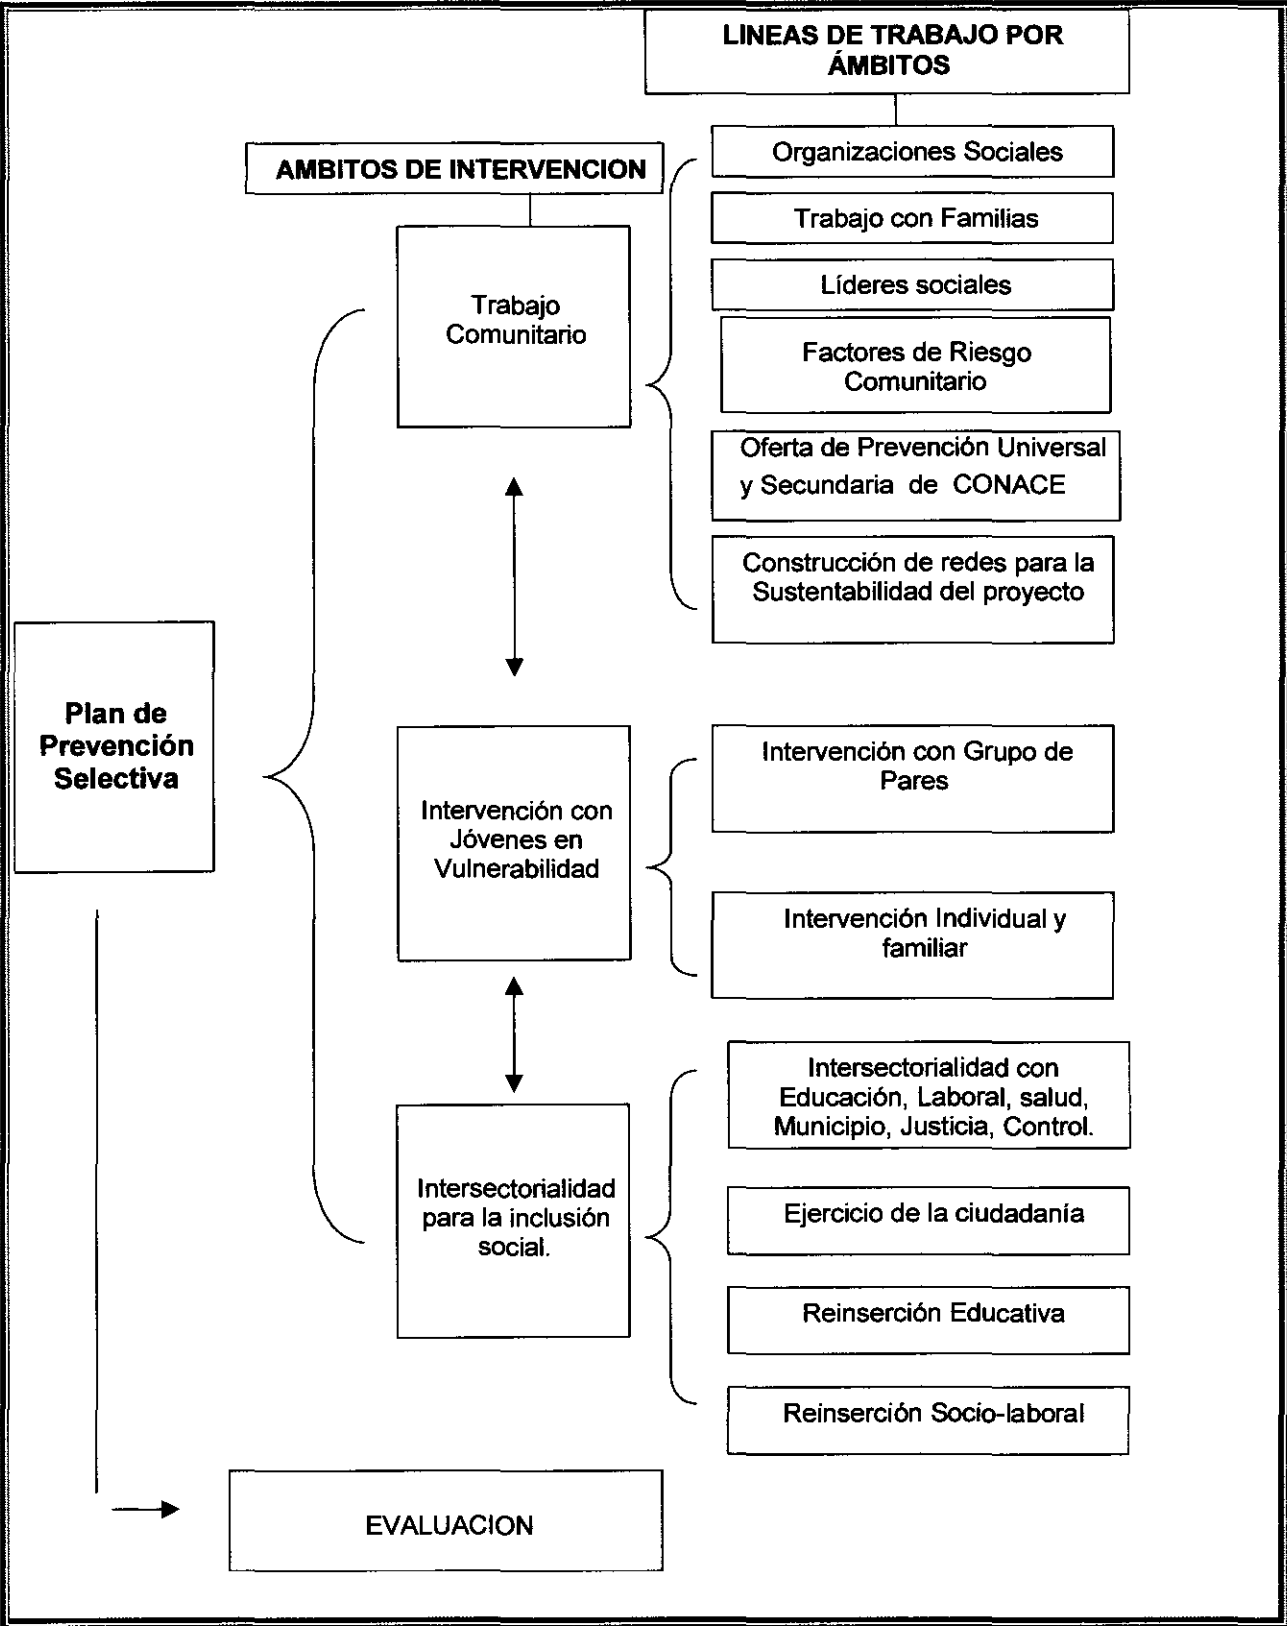 LINEAS DE TRABAJO POR
ÁMBITOS
AMBITOS DE INTERVENCION
Organizaciones Sociales
Trabajo con Familias
Líderes sociales
Trabajo
Comunitario
Factores de Riesgo
Comunitario
Oferta de Prevención Universal
y Secundaria de CONACE
Construcción de redes para la
Sustentabilidad del proyecto
Plan de
Prevención
Selectiva
Intervención con
Jóvenes en
Vulnerabilidad
Intervención con Grupo de
Pares
Intervención Individual y
familiar
Intersectorialidad
para la inclusión
social.
Intersectorialidad con
Educación, Laboral, salud,
Municipio, Justicia, Control.
Ejercicio de la ciudadanía
Reinserción Educativa
Reinserción Socio-laboral
EVALUACION